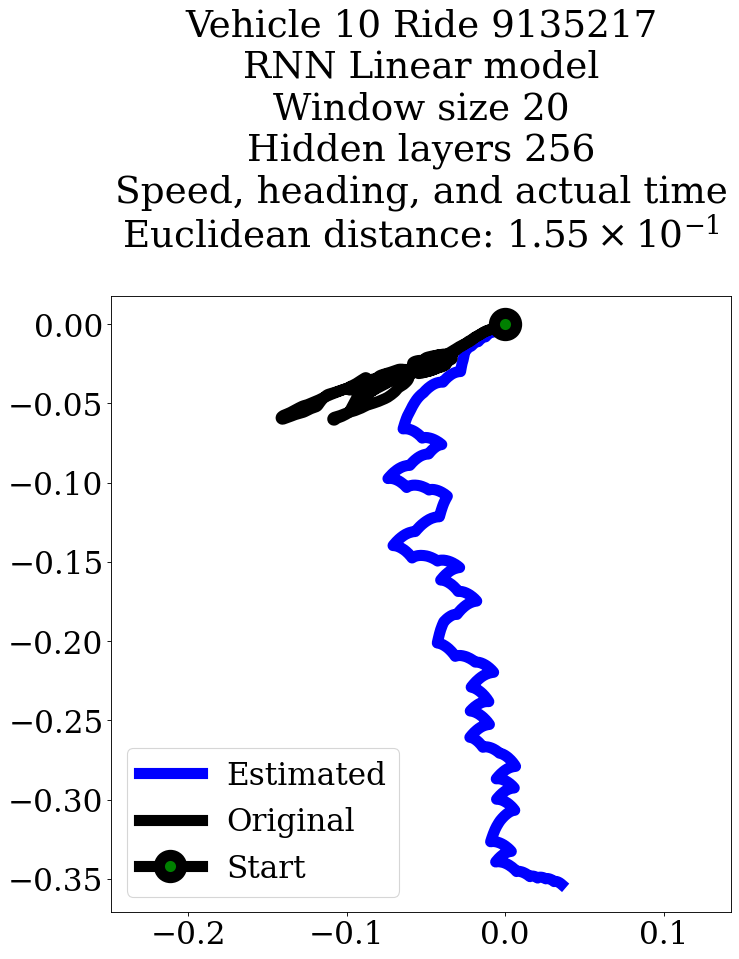 Vehicle 10 Ride 9135217
RNN Linear model
Window size 20
Hidden layers 256
Speed, heading, and actual time
Euclidean distance: 1.55 × 10⁻¹
0.00
−0.05
−0.10
−0.15
−0.20
−0.25
−0.30
−0.35
Estimated
Original
Start
−0.2 −0.1 0.0 0.1